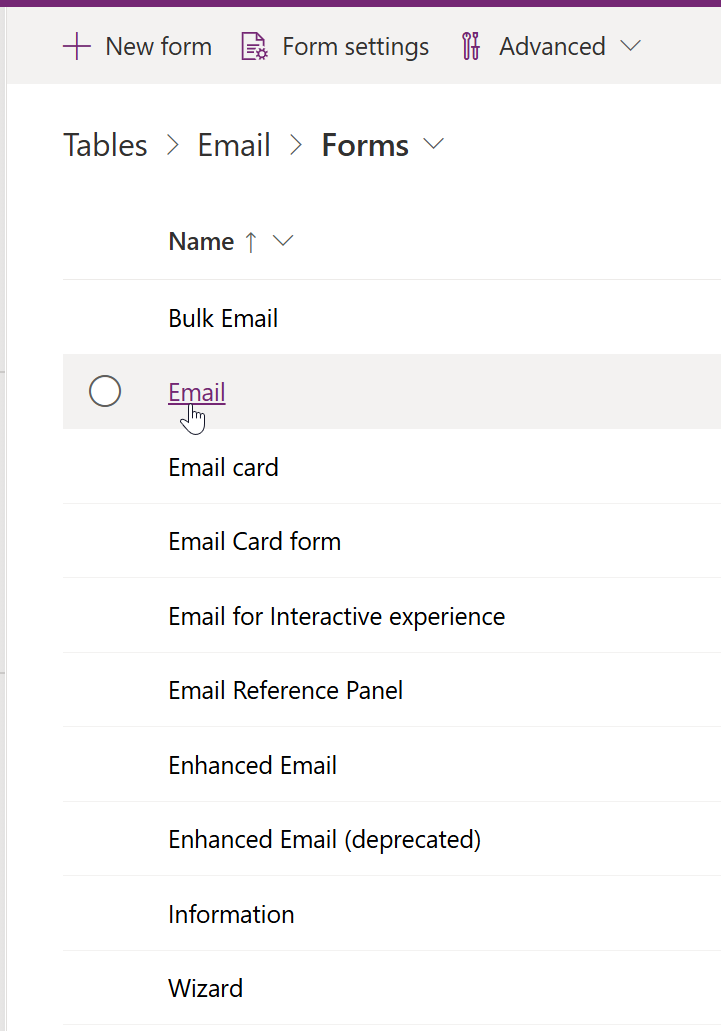 New form Form settings Advanced
Tables > Email > Forms
Name ↑
Bulk Email
Email
Email card
Email Card form
Email for Interactive experience
Email Reference Panel
Enhanced Email
Enhanced Email (deprecated)
Information
Wizard